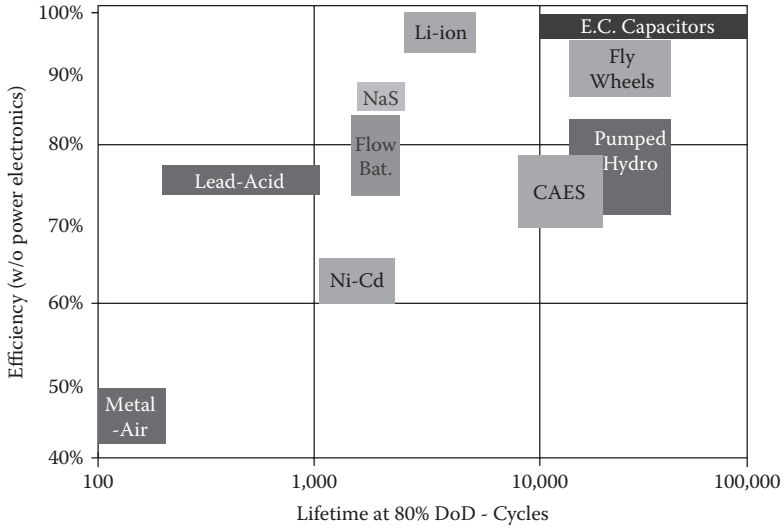 100%
Li-ion
E.C. Capacitors
Fly
Wheels
90%
NaS
80%
Flow
Bat.
Pumped
Hydro
Lead-Acid
CAES
70%
Ni-Cd
60%
50%
Metal
-Air
40%
100
1,000
10,000
100,000
Lifetime at 80% DoD - Cycles
Efficiency (w/o power electronics)